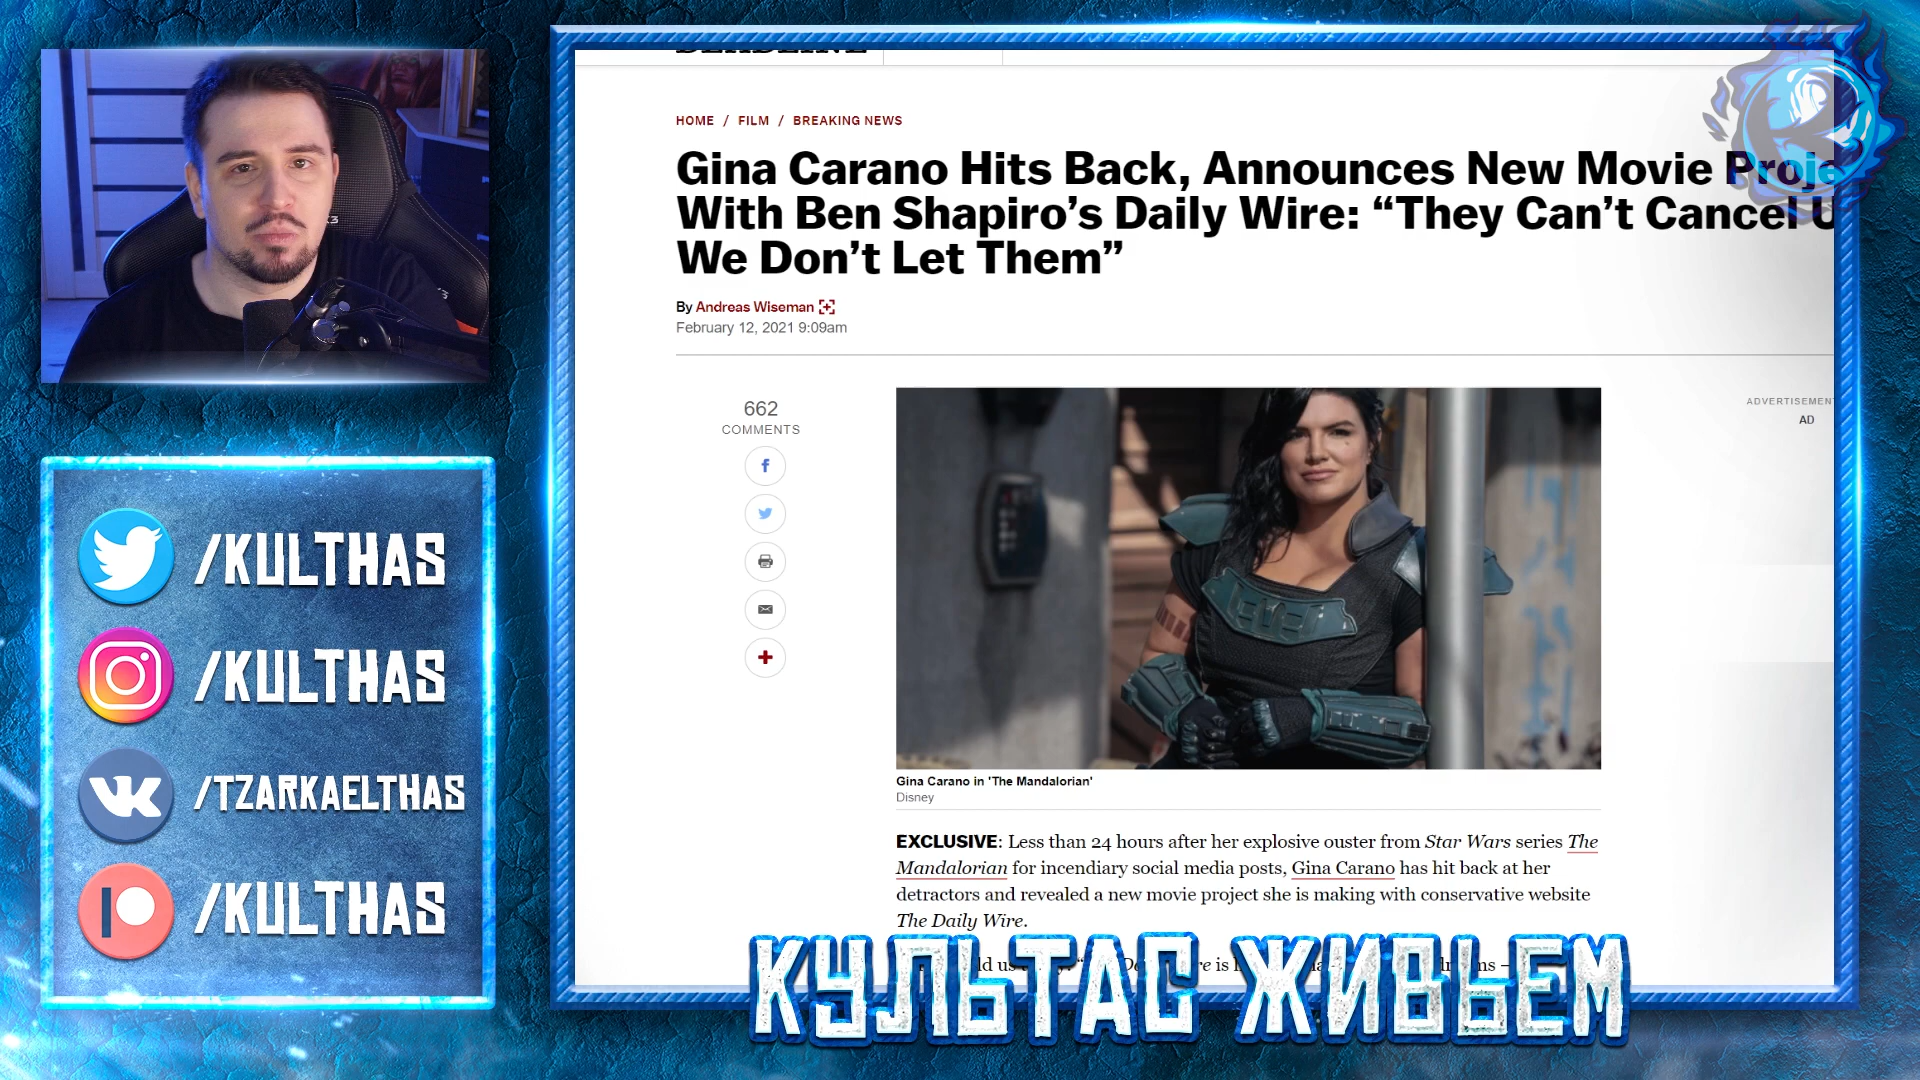 /KULTHAS
/KULTHAS
/TZARKAELTHAS
/KULTHAS
DEADLINE
HOME / FILM / BREAKING NEWS
Gina Carano Hits Back, Announces New Movie Proje
With Ben Shapiro’s Daily Wire: “They Can’t Cancel U
We Don’t Let Them”
By Andreas Wiseman
February 12, 2021 9:09am
662
COMMENTS
ADVERTISEMENT
AD
Gina Carano in 'The Mandalorian'
Disney
EXCLUSIVE: Less than 24 hours after her explosive ouster from Star Wars series The
Mandalorian for incendiary social media posts, Gina Carano has hit back at her
detractors and revealed a new movie project she is making with conservative website
The Daily Wire.
КУЛЬТАС ЖИВЬЕМ